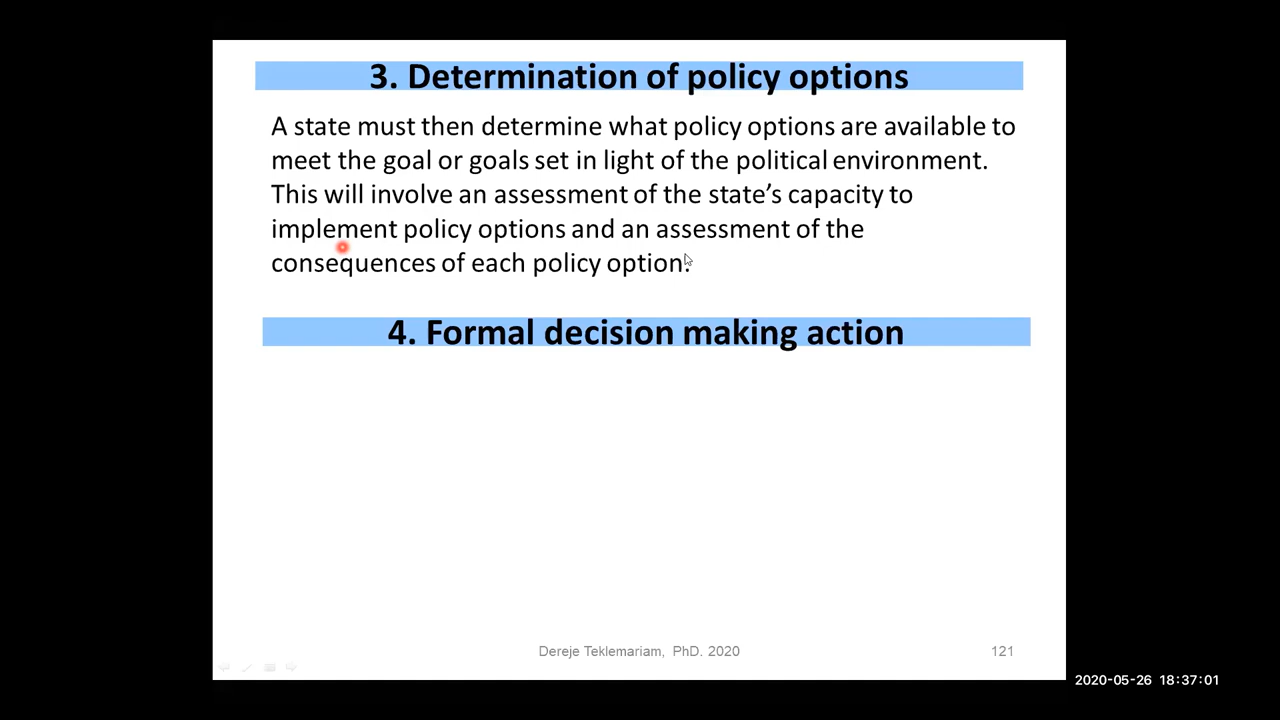 3. Determination of policy options
A state must then determine what policy options are available to
meet the goal or goals set in light of the political environment.
This will involve an assessment of the state’s capacity to
implement policy options and an assessment of the
consequences of each policy option.
4. Formal decision making action
Dereje Teklemariam, PhD. 2020
121
2020-05-26 18:37:01